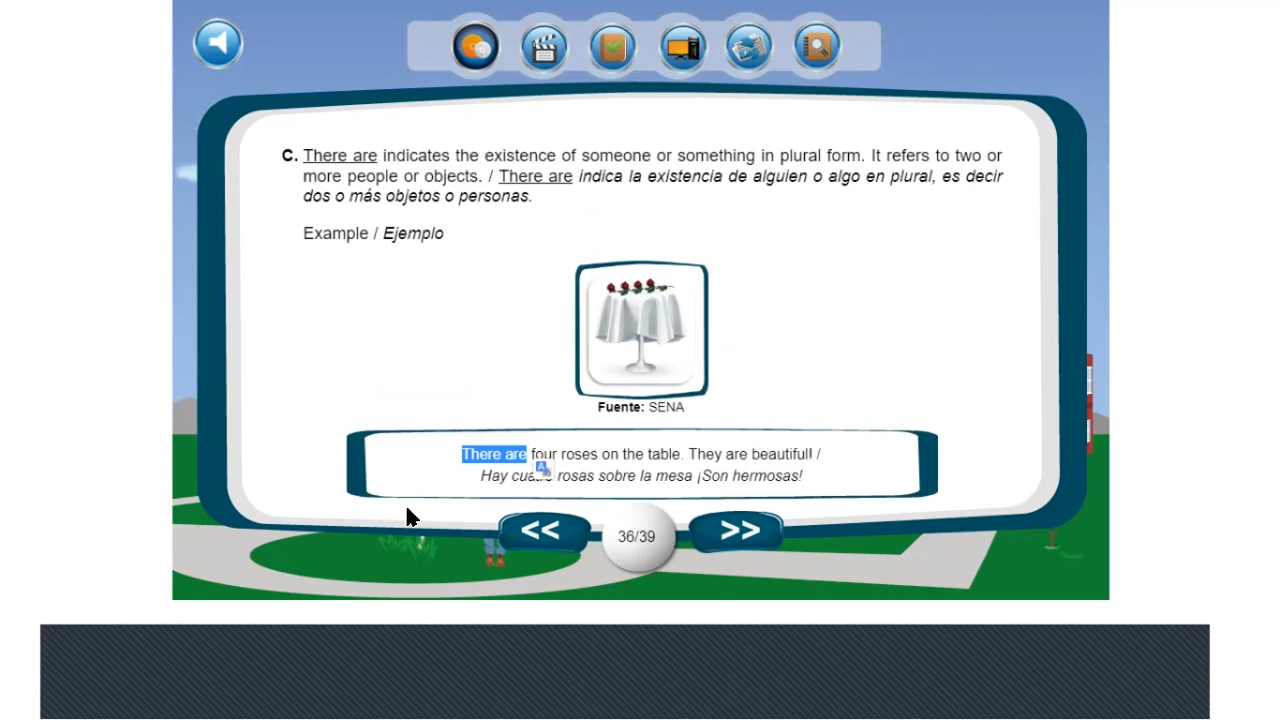 C. There are indicates the existence of someone or something in plural form. It refers to two or
more people or objects. / There are indica la existencia de alguien o algo en plural, es decir
dos o más objetos o personas.
Example / Ejemplo
Fuente: SENA
There are four roses on the table. They are beautiful! /
Hay cuatro rosas sobre la mesa ¡Son hermosas!
<< 36/39 >>